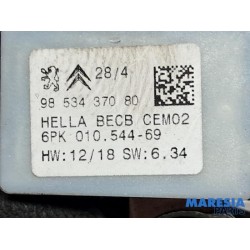 28/4
98 534 370 80
HELLA BECB CEM02
6PK 010.544-69
HW:12/18 SW:6.34
MARESIA